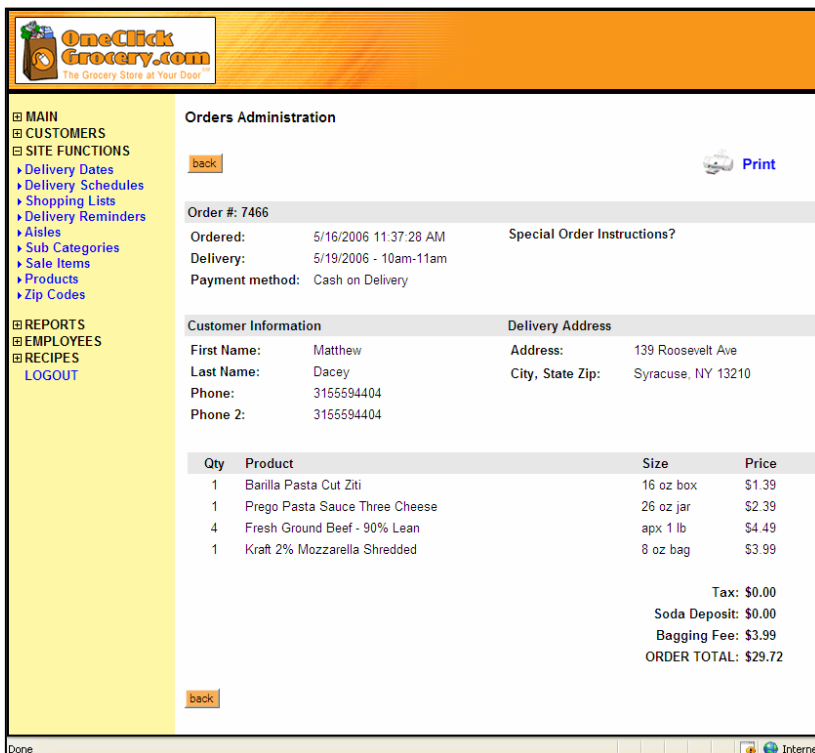 OneClick
Grocery.com
The Grocery Store at Your Door
MAIN
CUSTOMERS
SITE FUNCTIONS
Delivery Dates
Delivery Schedules
Shopping Lists
Delivery Reminders
Aisles
Sub Categories
Sale Items
Products
Zip Codes
REPORTS
EMPLOYEES
RECIPES
LOGOUT
Orders Administration
back
Print
Order #: 7466
Ordered: 5/16/2006 11:37:28 AM Special Order Instructions?
Delivery: 5/19/2006 - 10am-11am
Payment method: Cash on Delivery
Customer Information Delivery Address
First Name: Matthew Address: 139 Roosevelt Ave
Last Name: Dacey City, State Zip: Syracuse, NY 13210
Phone: 3155594404
Phone 2: 3155594404
Qty Product Size Price
1 Barilla Pasta Cut Ziti 16 oz box $1.39
1 Prego Pasta Sauce Three Cheese 26 oz jar $2.39
4 Fresh Ground Beef - 90% Lean apx 1 lb $4.49
1 Kraft 2% Mozzarella Shredded 8 oz bag $3.99
Tax: $0.00
Soda Deposit: $0.00
Bagging Fee: $3.99
ORDER TOTAL: $29.72
back
Done Interne